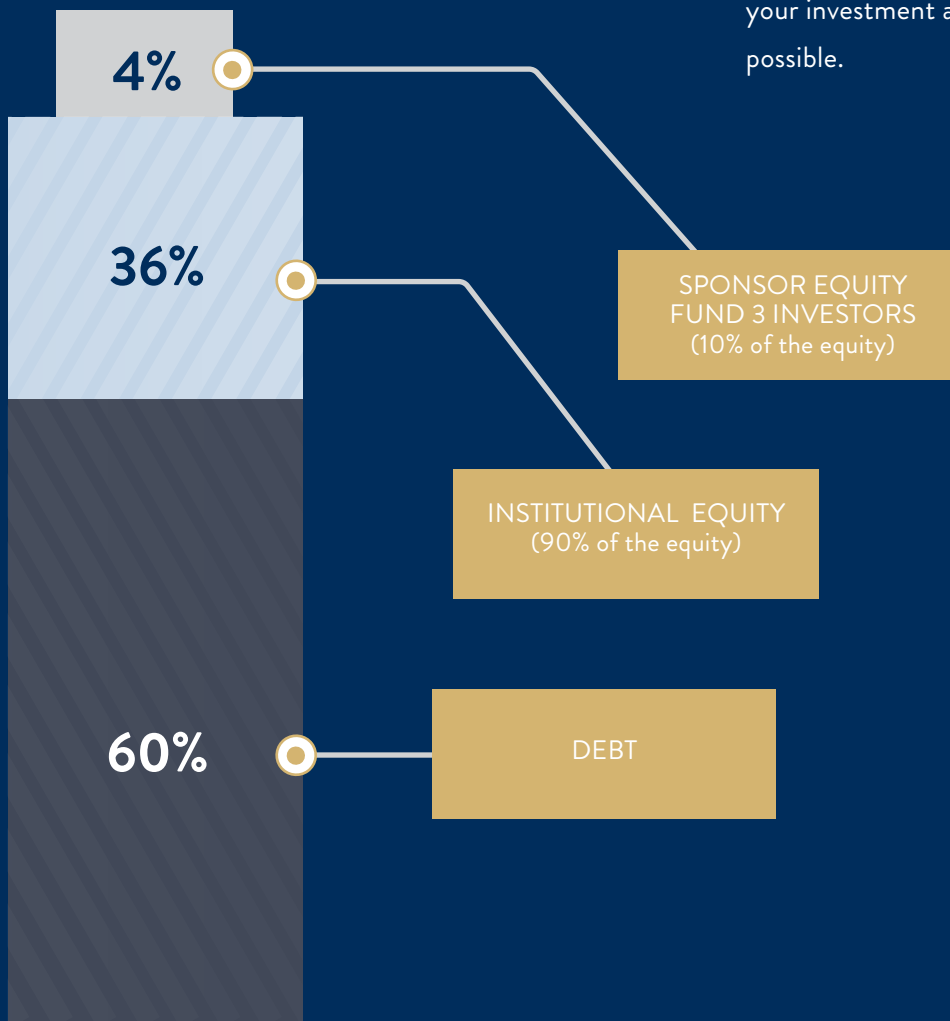 your investment a
possible.
4%
36%
SPONSOR EQUITY
FUND 3 INVESTORS
(10% of the equity)
INSTITUTIONAL EQUITY
(90% of the equity)
60%
DEBT